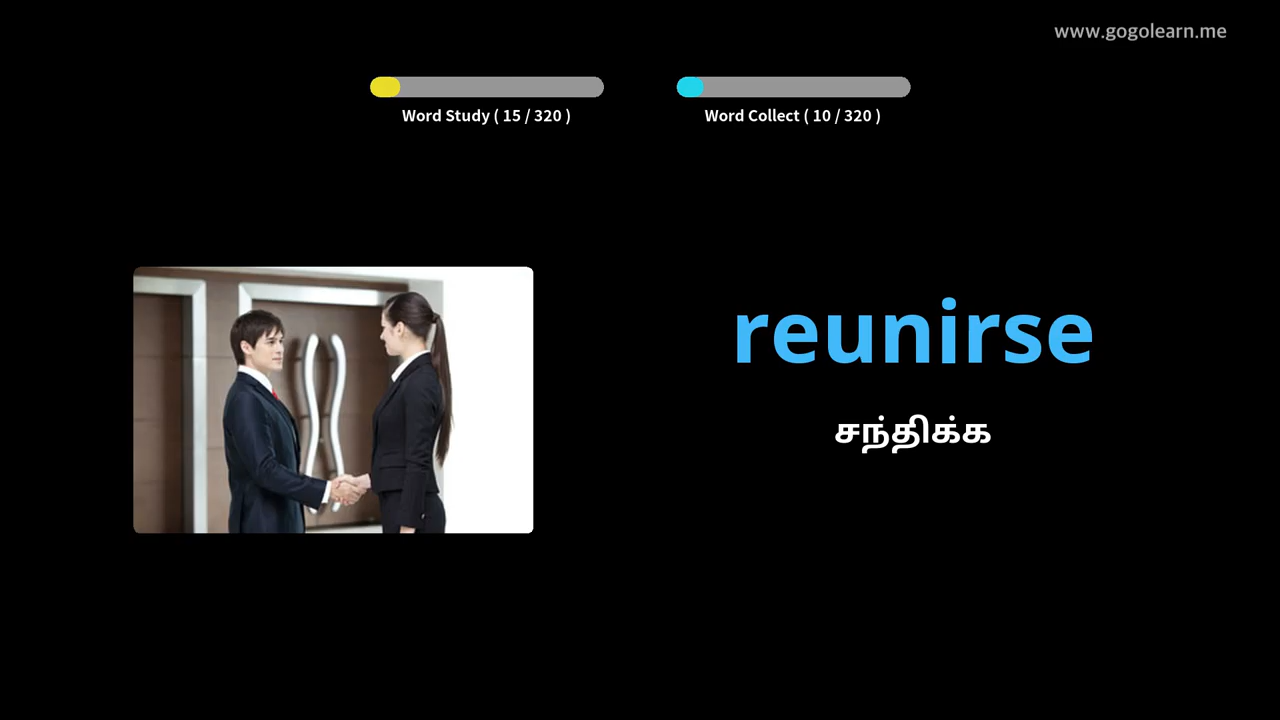 www.gogolearn.me
Word Study ( 15 / 320 )
Word Collect ( 10 / 320 )
reunirse
சந்திக்க